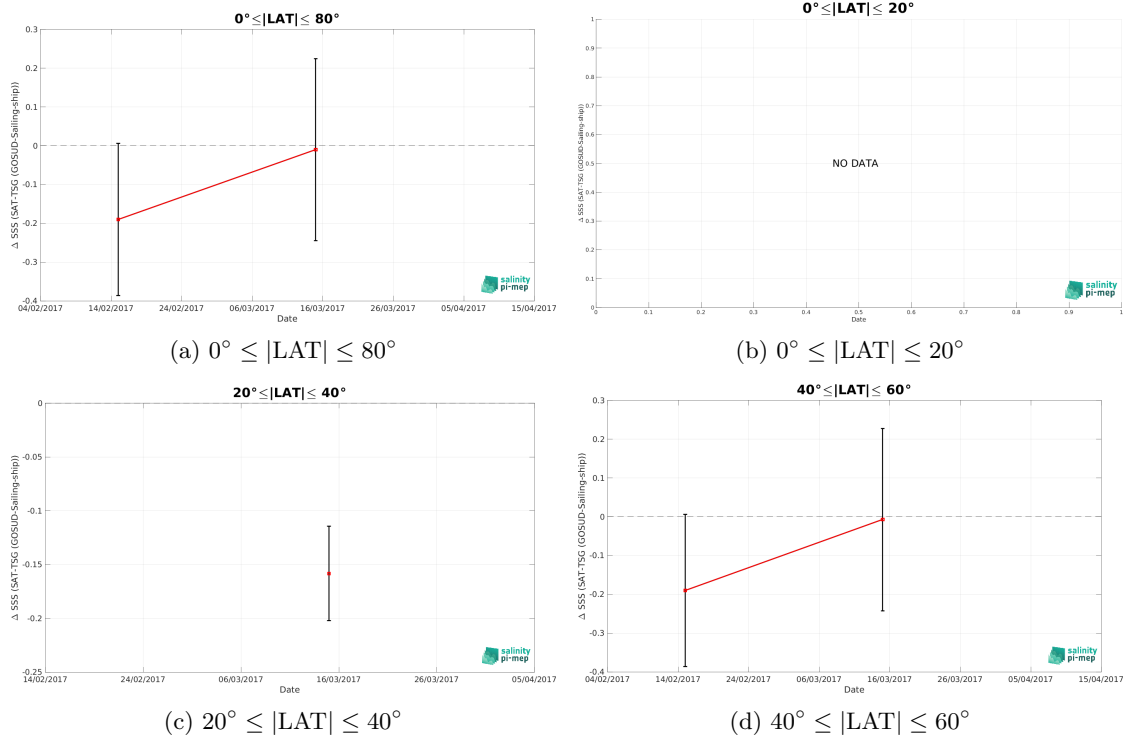 0°≤|LAT|≤ 80°
Δ SSS (SAT-TSG (GOSUD-Sailing-ship))
0.3
0.2
0.1
0
-0.1
-0.2
-0.3
-0.4
04/02/2017 14/02/2017 24/02/2017 06/03/2017 16/03/2017 26/03/2017 05/04/2017 15/04/2017
Date
salinity
pi-mep
(a) 0° ≤ |LAT| ≤ 80°
0°≤|LAT|≤ 20°
Δ SSS (SAT-TSG (GOSUD-Sailing-ship))
1
0.9
0.8
0.7
0.6
0.5
0.4
0.3
0.2
0.1
0
NO DATA
0 0.1 0.2 0.3 0.4 0.5 0.6 0.7 0.8 0.9 1
Date
salinity
pi-mep
(b) 0° ≤ |LAT| ≤ 20°
20°≤|LAT|≤ 40°
Δ SSS (SAT-TSG (GOSUD-Sailing-ship))
0
-0.05
-0.1
-0.15
-0.2
-0.25
14/02/2017 24/02/2017 06/03/2017 16/03/2017 26/03/2017 05/04/2017
Date
salinity
pi-mep
(c) 20° ≤ |LAT| ≤ 40°
40°≤|LAT|≤ 60°
Δ SSS (SAT-TSG (GOSUD-Sailing-ship))
0.3
0.2
0.1
0
-0.1
-0.2
-0.3
-0.4
04/02/2017 14/02/2017 24/02/2017 06/03/2017 16/03/2017 26/03/2017 05/04/2017 15/04/2017
Date
salinity
pi-mep
(d) 40° ≤ |LAT| ≤ 60°